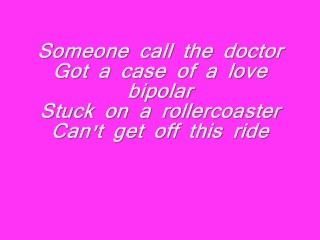 Someone call the doctor
Got a case of a love
bipolar
Stuck on a rollercoaster
Can't get off this ride